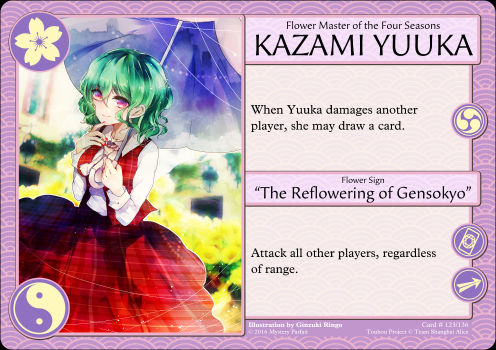 Flower Master of the Four Seasons
KAZAMI YUUKA
When Yuuka damages another
player, she may draw a card.
Flower Sign
“The Reflowering of Gensokyo”
Attack all other players, regardless
of range.
Illustration by Ginzuki Ringo
© 2016 Mystery Parfait
Card # 123/136
Touhou Project © Team Shanghai Alice